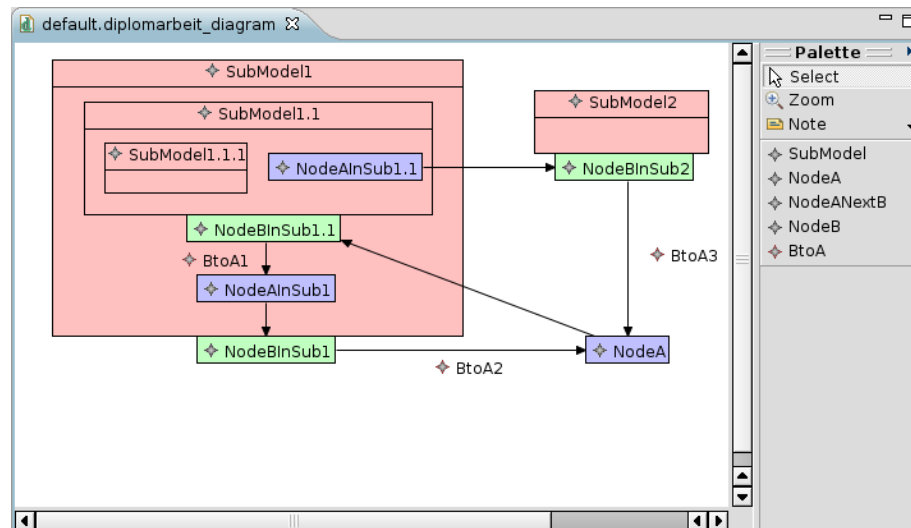 default.diplomarbeit_diagram
Palette
Select
Zoom
Note
SubModel
NodeA
NodeANextB
NodeB
BtoA
SubModel1
SubModel1.1
SubModel1.1.1
NodeAInSub1.1
NodeBInSub1.1
BtoA1
NodeAInSub1
NodeBInSub1
BtoA2
SubModel2
NodeBInSub2
BtoA3
NodeA